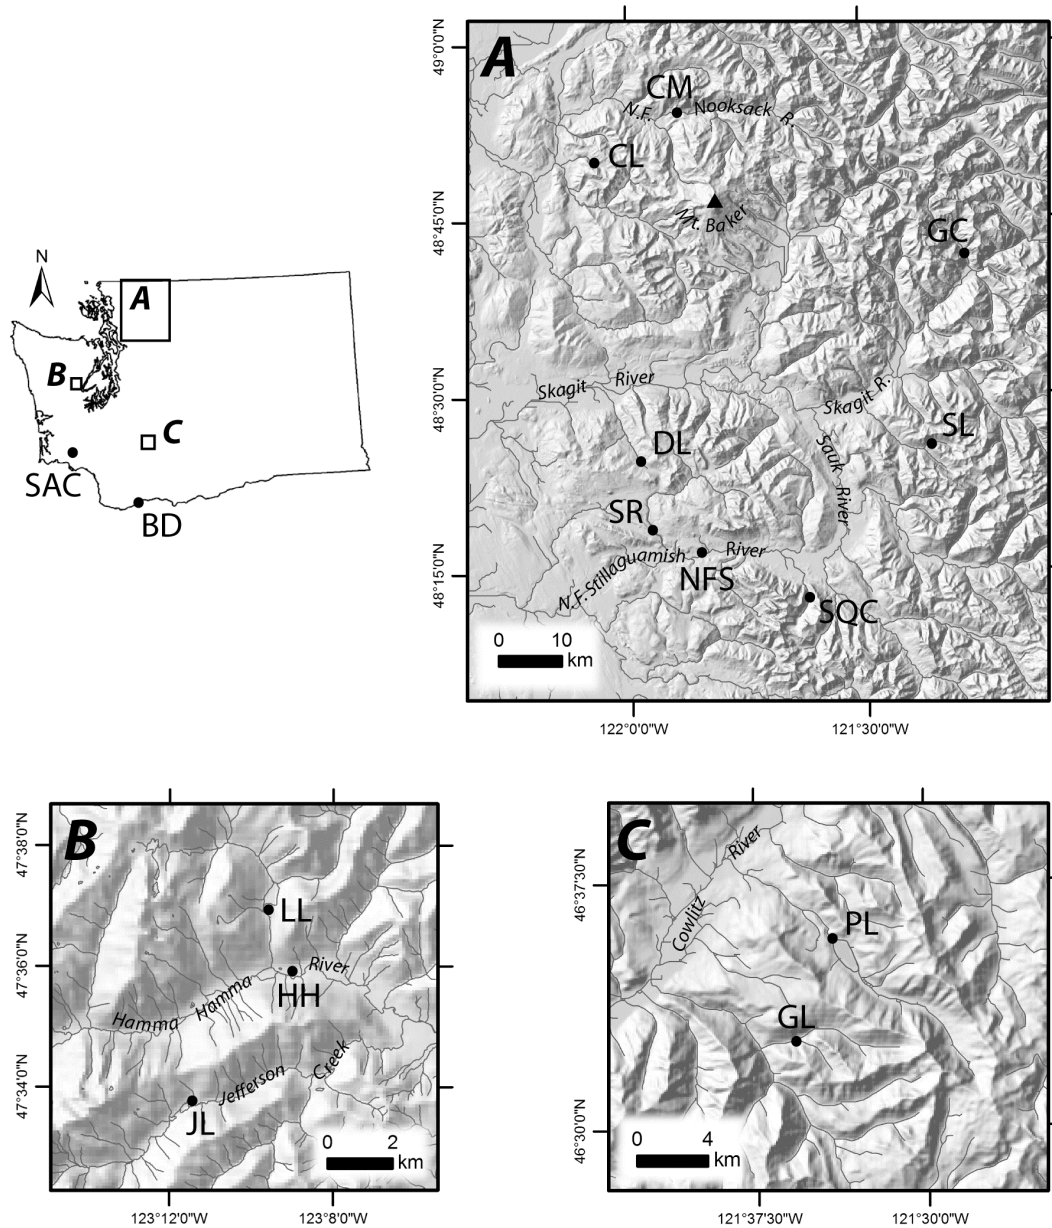 A
49°0'0"N
48°45'0"N
48°30'0"N
48°15'0"N
CM
N.F. Nooksack R.
CL
Mt. Baker
GC
Skagit River
Skagit R.
SL
DL
Sauk River
SR
N.F. Stillaguamish River
NFS
SQC
0 10
km
122°0'0"W 121°30'0"W
N
A
B
C
SAC
BD
B
47°38'0"N
47°36'0"N
47°34'0"N
LL
River
HH
Hamma Hamma
Jefferson Creek
JL
0 2
km
123°12'0"W 123°8'0"W
C
46°37'30"N
46°30'0"N
Cowlitz River
PL
GL
0 4
km
121°37'30"W 121°30'0"W